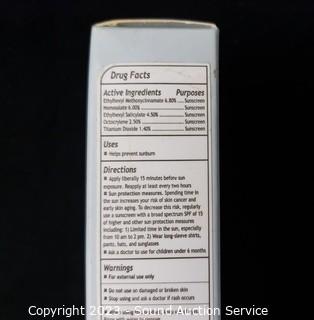 Drug Facts
Active Ingredients Purposes
Ethylhexyl Methoxycinnamate 6.80% ... Sunscreen
Homosalate 6.00% ... Sunscreen
Ethylhexyl Salicylate 4.50% ... Sunscreen
Octocrylene 2.50% ... Sunscreen
Titanium Dioxide 1.40% ... Sunscreen
Uses
▪ Helps prevent sunburn
Directions
▪ Apply liberally 15 minutes before sun
exposure. Reapply at least every two hours
▪ Sun protection measures. Spending time in
the sun increases your risk of skin cancer and
early skin aging. To decrease this risk, regularly
use a sunscreen with a broad spectrum SPF of 15
of higher and other sun protection measures
including: 1) Limited time in the sun, especially
from 10 am to 2 pm. 2) Wear long-sleeve shirts,
pants, hats, and sunglasses
▪ Ask a doctor to use for children under 6 months
Warnings
▪ For external use only
▪ Do not use on damaged or broken skin
▪ Stop using and ask a doctor if rash occurs
Copyright 2023 - Sound Auction Service